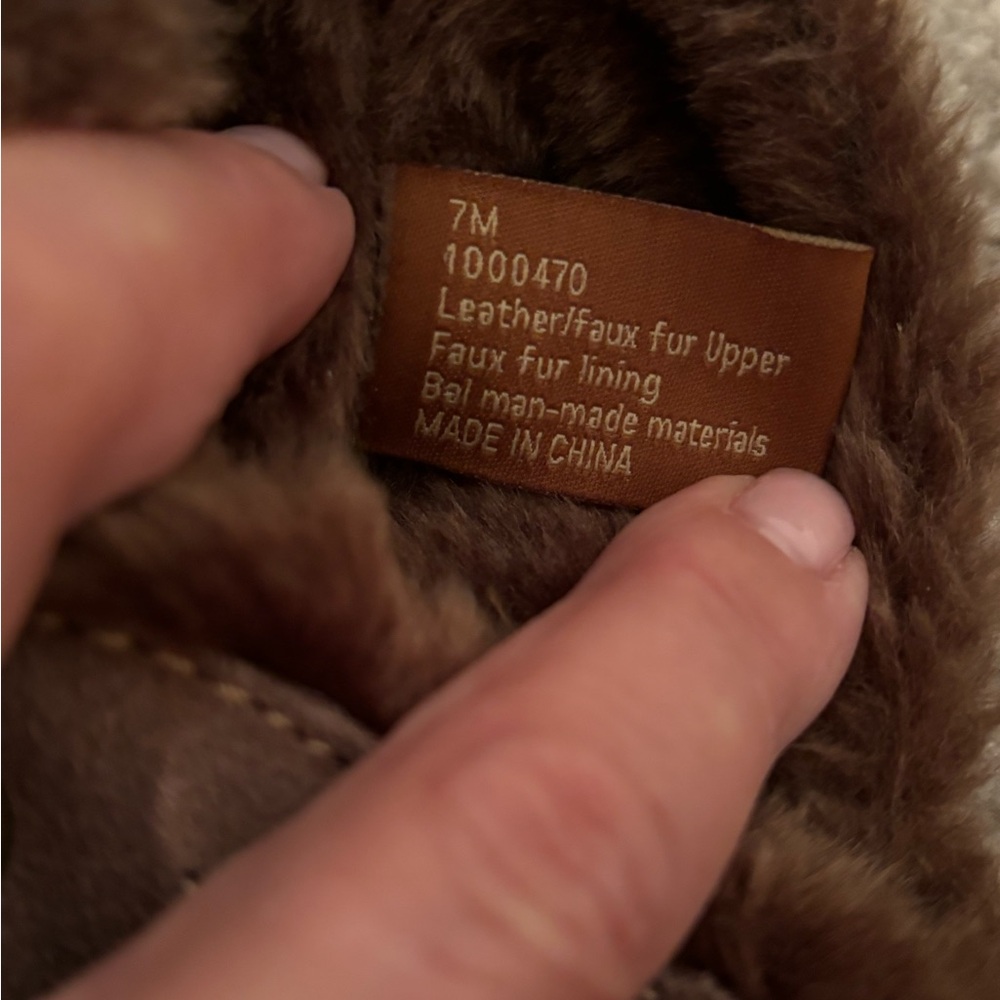 7M
1000470
Leather/faux fur Upper
Faux fur lining
Bal man-made materials
MADE IN CHINA